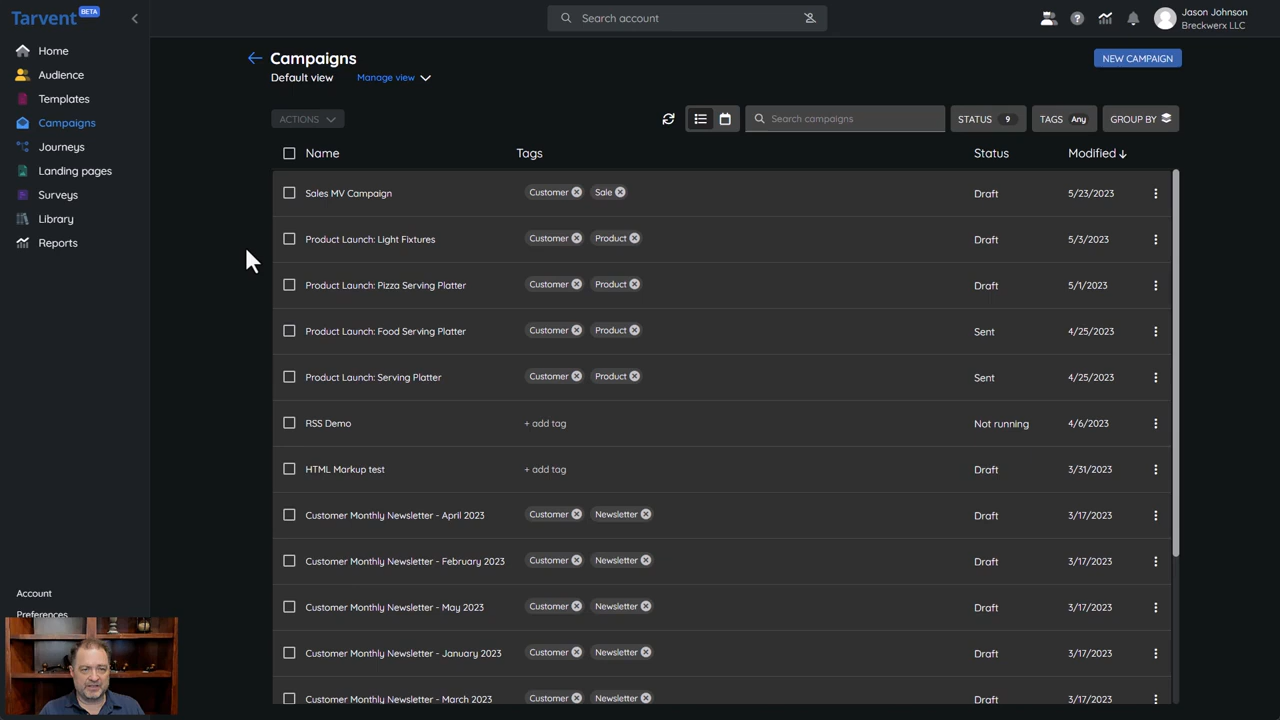 Tarvent BETA
Search account
Jason Johnson
Breckwerx LLC
Home
Audience
Templates
Campaigns
Journeys
Landing pages
Surveys
Library
Reports
Account
Preferences
Campaigns
NEW CAMPAIGN
Default view Manage view
ACTIONS
Search campaigns
STATUS 9
TAGS Any
GROUP BY
Name Tags Status Modified
Sales MV Campaign Customer Sale Draft 5/23/2023
Product Launch: Light Fixtures Customer Product Draft 5/3/2023
Product Launch: Pizza Serving Platter Customer Product Draft 5/1/2023
Product Launch: Food Serving Platter Customer Product Sent 4/25/2023
Product Launch: Serving Platter Customer Product Sent 4/25/2023
RSS Demo + add tag Not running 4/6/2023
HTML Markup test + add tag Draft 3/31/2023
Customer Monthly Newsletter - April 2023 Customer Newsletter Draft 3/17/2023
Customer Monthly Newsletter - February 2023 Customer Newsletter Draft 3/17/2023
Customer Monthly Newsletter - May 2023 Customer Newsletter Draft 3/17/2023
Customer Monthly Newsletter - January 2023 Customer Newsletter Draft 3/17/2023
Customer Monthly Newsletter - March 2023 Customer Newsletter Draft 3/17/2023